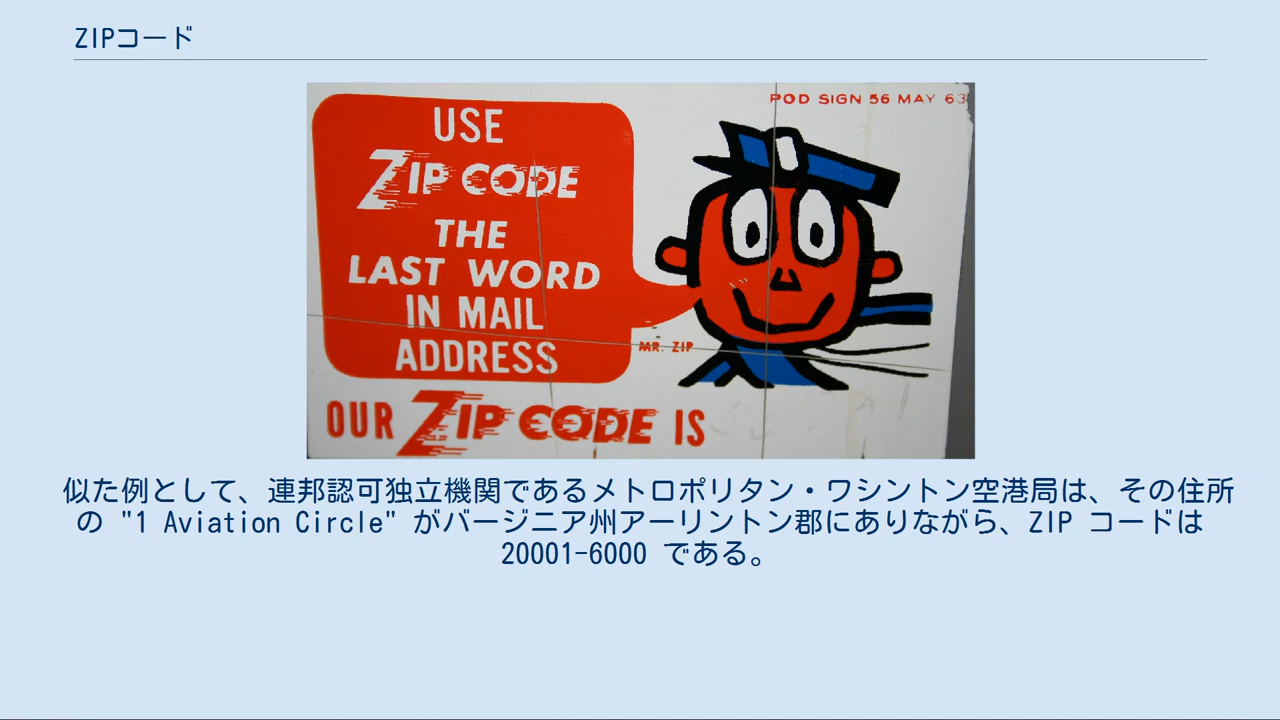 ZIPコード
POD SIGN 56 MAY 63
USE
ZIP CODE
THE
LAST WORD
IN MAIL
ADDRESS
MR. ZIP
OUR ZIP CODE IS
似た例として、連邦認可独立機関であるメトロポリタン・ワシントン空港局は、その住所
の "1 Aviation Circle" がバージニア州アーリントン郡にありながら、ZIP コードは
20001-6000 である。